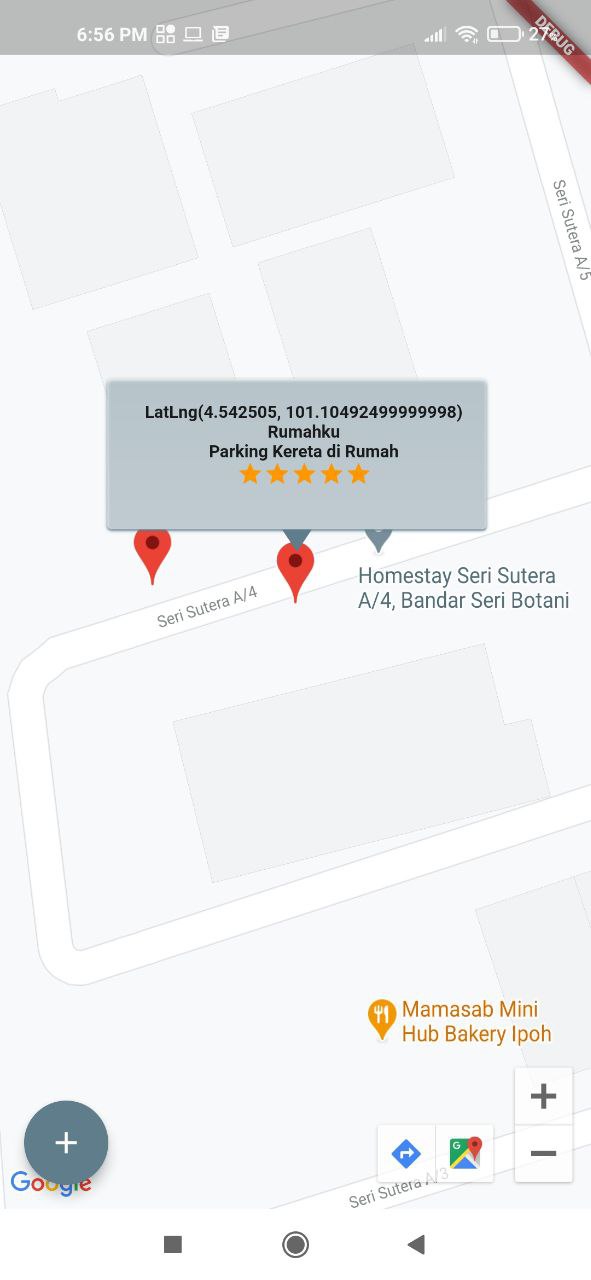 6:56 PM
27%
DEBUG
Seri Sutera A/5
LatLng(4.542505, 101.10492499999998)
Rumahku
Parking Kereta di Rumah
Seri Sutera A/4
Homestay Seri Sutera
A/4, Bandar Seri Botani
Mamasab Mini
Hub Bakery Ipoh
+
+
−
Google
Seri Sutera A/3